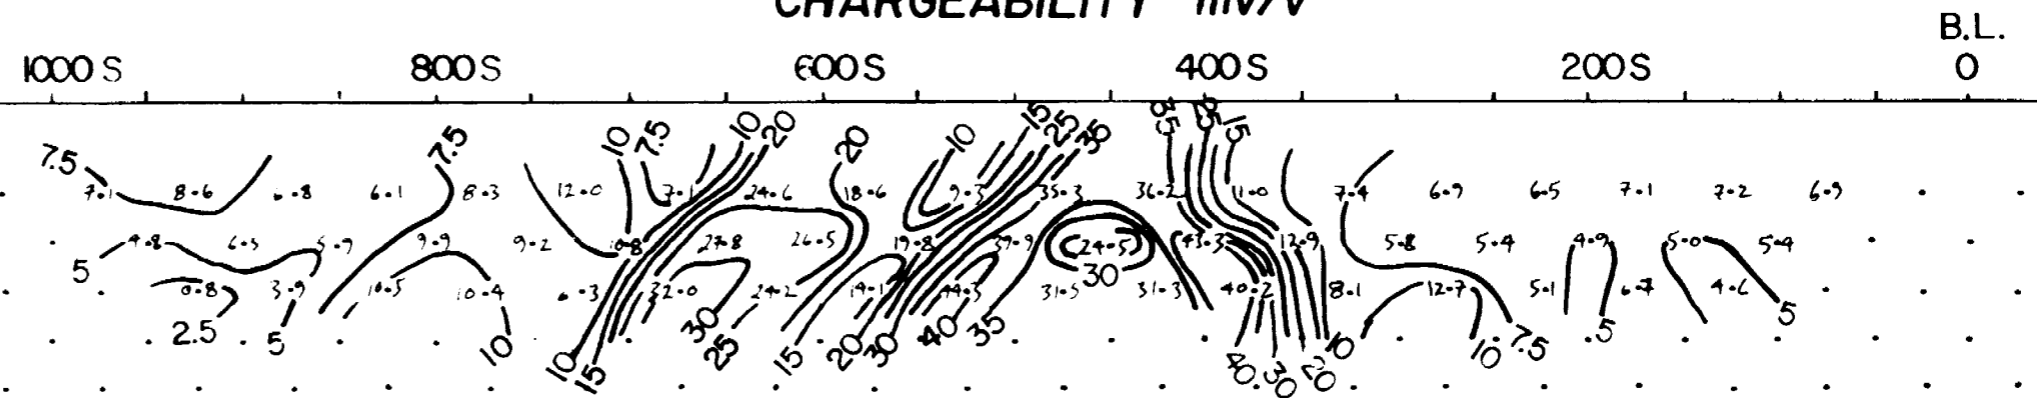 CHARGEABILITY mV/V
B.L.
1000 S 800 S 600 S 400 S 200 S 0
10 7.5 10 20 20 10 15 25 35 35 25 15
7.5 7.5
7.1 8.6 6.8 6.1 8.3 12.0 7.1 24.6 18.6 9.3 35.3 36.2 11.0 7.4 6.9 6.5 7.1 7.2 6.9
4.8 6.5 5.9 9.9 9.2 10.8 27.8 26.5 19.8 39.9 24.5 43.3 12.9 5.8 5.4 4.9 5.0 5.4
5 30
0.8 3.9 10.5 10.4 6.3 32.0 24.2 19.1 44.3 31.5 31.3 40.2 8.1 12.7 5.1 6.7 4.6
2.5 5 10 30 25 15 20 30 40 35 10 10 7.5 5 5
10 15 40 30 20